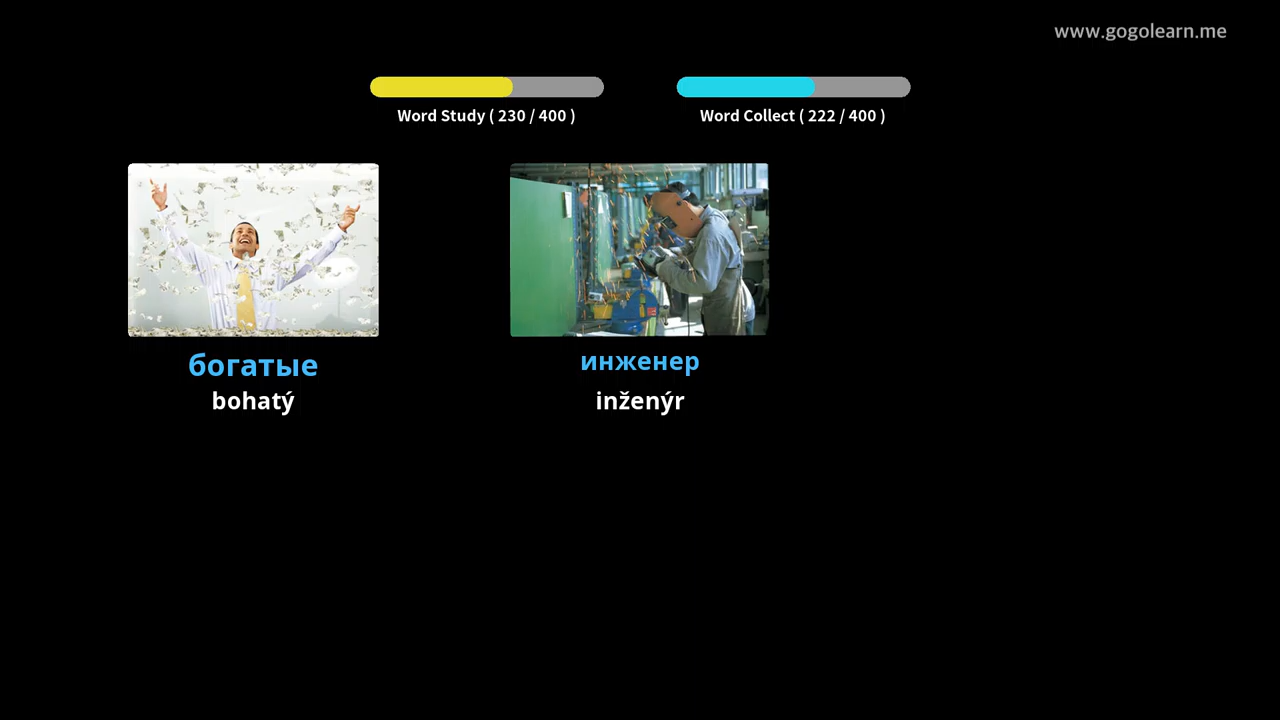 www.gogolearn.me
Word Study ( 230 / 400 )
Word Collect ( 222 / 400 )
богатые
bohatý
инженер
inženýr